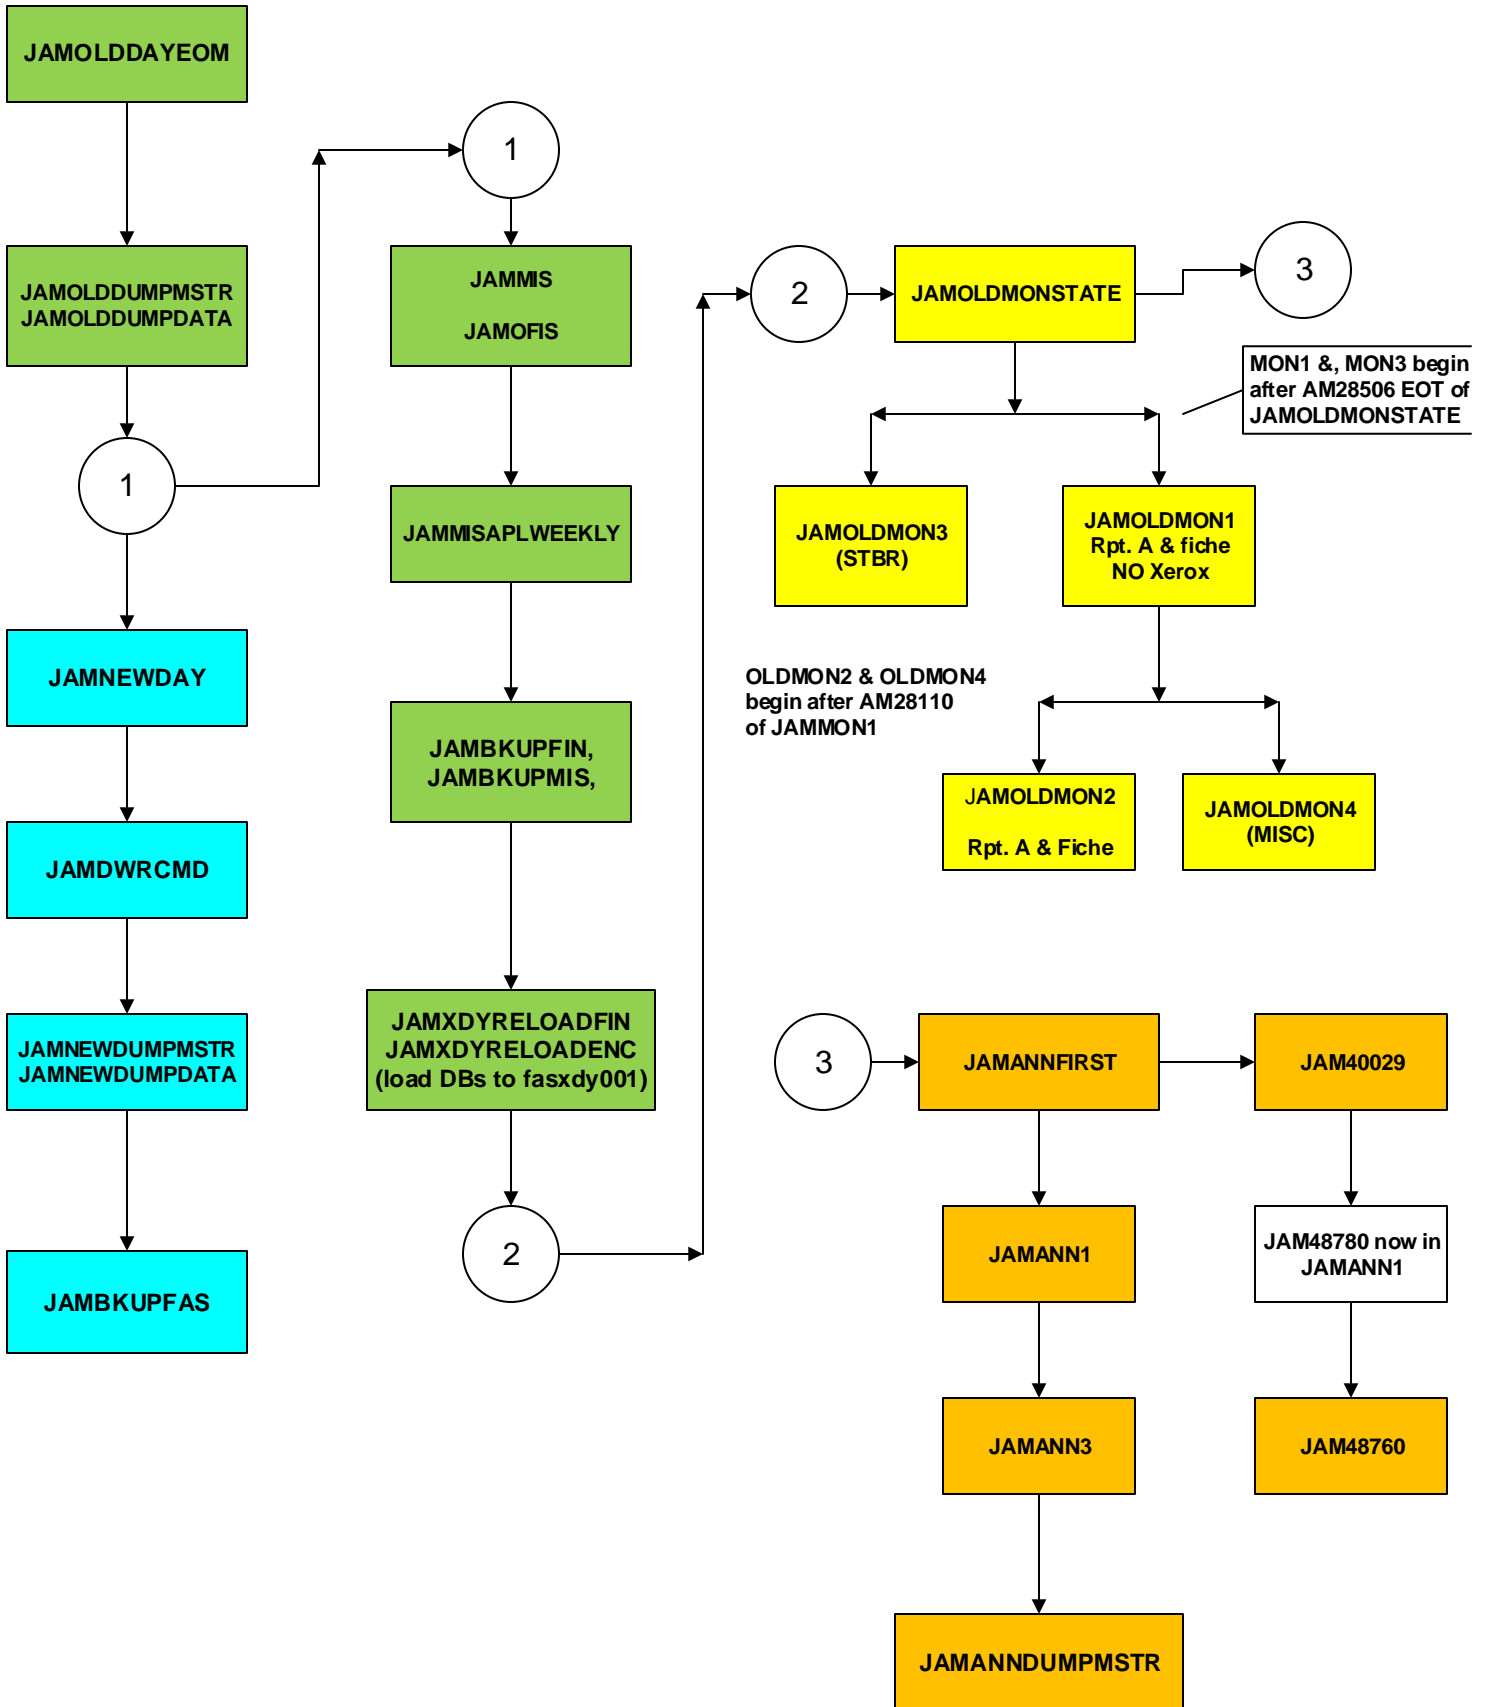 JAMOLDDAYEOM
JAMOLDDUMPMSTR
JAMOLDDUMPDATA
1
JAMNEWDAY
JAMDWRCMD
JAMNEWDUMPMSTR
JAMNEWDUMPDATA
JAMBKUPFAS
1
JAMMIS
JAMOFIS
JAMMISAPLWEEKLY
JAMBKUPFIN,
JAMBKUPMIS,
JAMXDYRELOADFIN
JAMXDYRELOADENC
(load DBs to fasxdy001)
2
2
JAMOLDMONSTATE
3
MON1 &, MON3 begin
after AM28506 EOT of
JAMOLDMONSTATE
JAMOLDMON3
(STBR)
JAMOLDMON1
Rpt. A & fiche
NO Xerox
OLDMON2 & OLDMON4
begin after AM28110
of JAMMON1
JAMOLDMON2
Rpt. A & Fiche
JAMOLDMON4
(MISC)
3
JAMANNFIRST
JAM40029
JAMANN1
JAM48780 now in
JAMANN1
JAMANN3
JAM48760
JAMANNDUMPMSTR